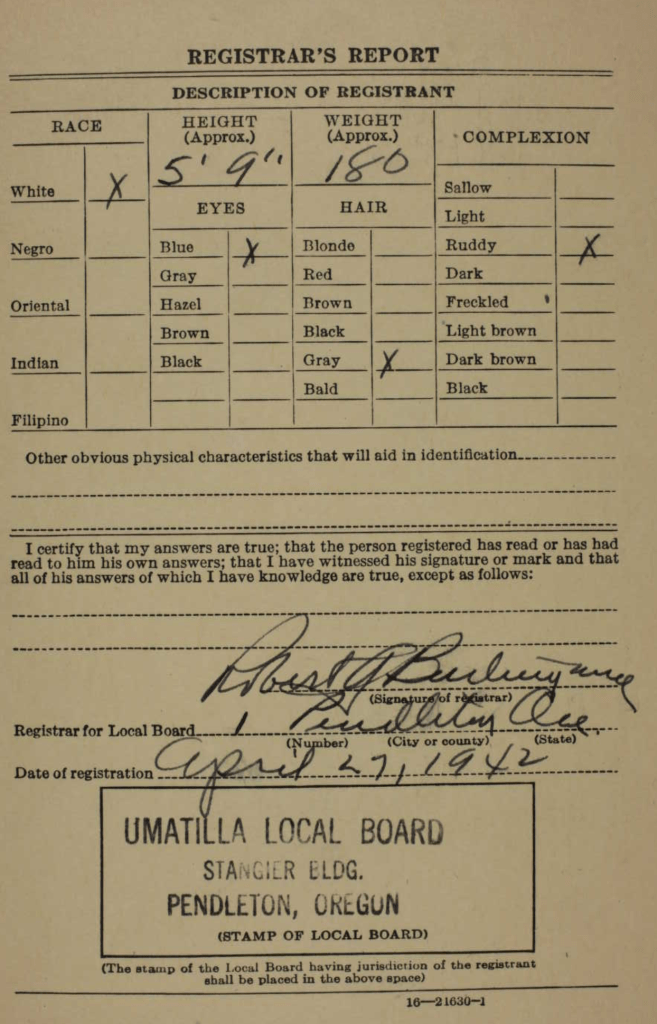 REGISTRAR'S REPORT
DESCRIPTION OF REGISTRANT
RACE
HEIGHT
(Approx.)
WEIGHT
(Approx.)
COMPLEXION
5' 9"
180
White X
Sallow
EYES
HAIR
Light
Negro
Blue X
Blonde
Ruddy X
Gray
Red
Dark
Oriental
Hazel
Brown
Freckled
Brown
Black
Light brown
Indian
Black
Gray X
Dark brown
Bald
Black
Filipino
Other obvious physical characteristics that will aid in identification
I certify that my answers are true; that the person registered has read or has had
read to him his own answers; that I have witnessed his signature or mark and that
all of his answers of which I have knowledge are true, except as follows:
Robert
(Signature of registrar)
Registrar for Local Board 1 Pendleton Ore.
(Number) (City or county) (State)
Date of registration April 27, 1942
UMATILLA LOCAL BOARD
STANGIER BLDG.
PENDLETON, OREGON
(STAMP OF LOCAL BOARD)
(The stamp of the Local Board having jurisdiction of the registrant
shall be placed in the above space)
16—21630-1